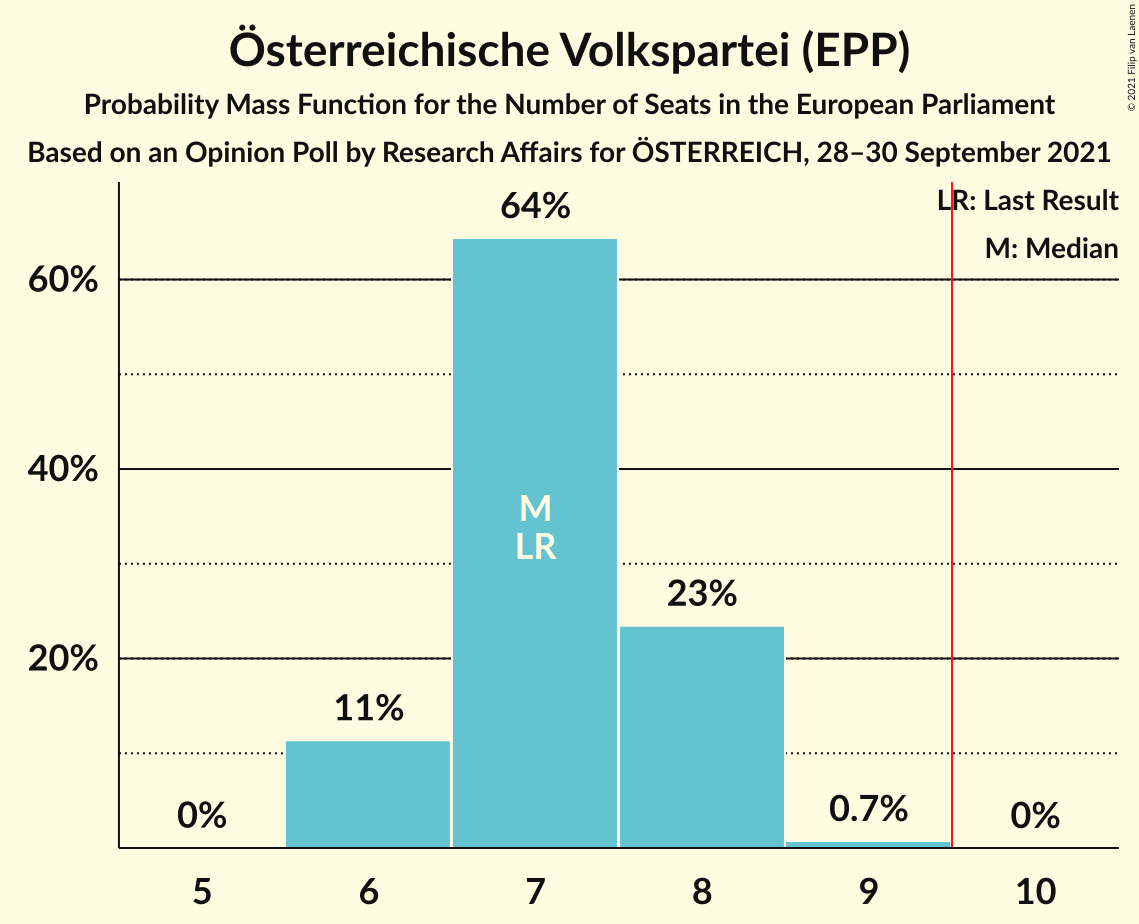 Österreichische Volkspartei (EPP)
Probability Mass Function for the Number of Seats in the European Parliament
Based on an Opinion Poll by Research Affairs for ÖSTERREICH, 28–30 September 2021
© 2021 Filip van Laenen
LR: Last Result
M: Median
60%
40%
20%
0%
11%
64%
M
LR
23%
0.7%
0%
5 6 7 8 9 10